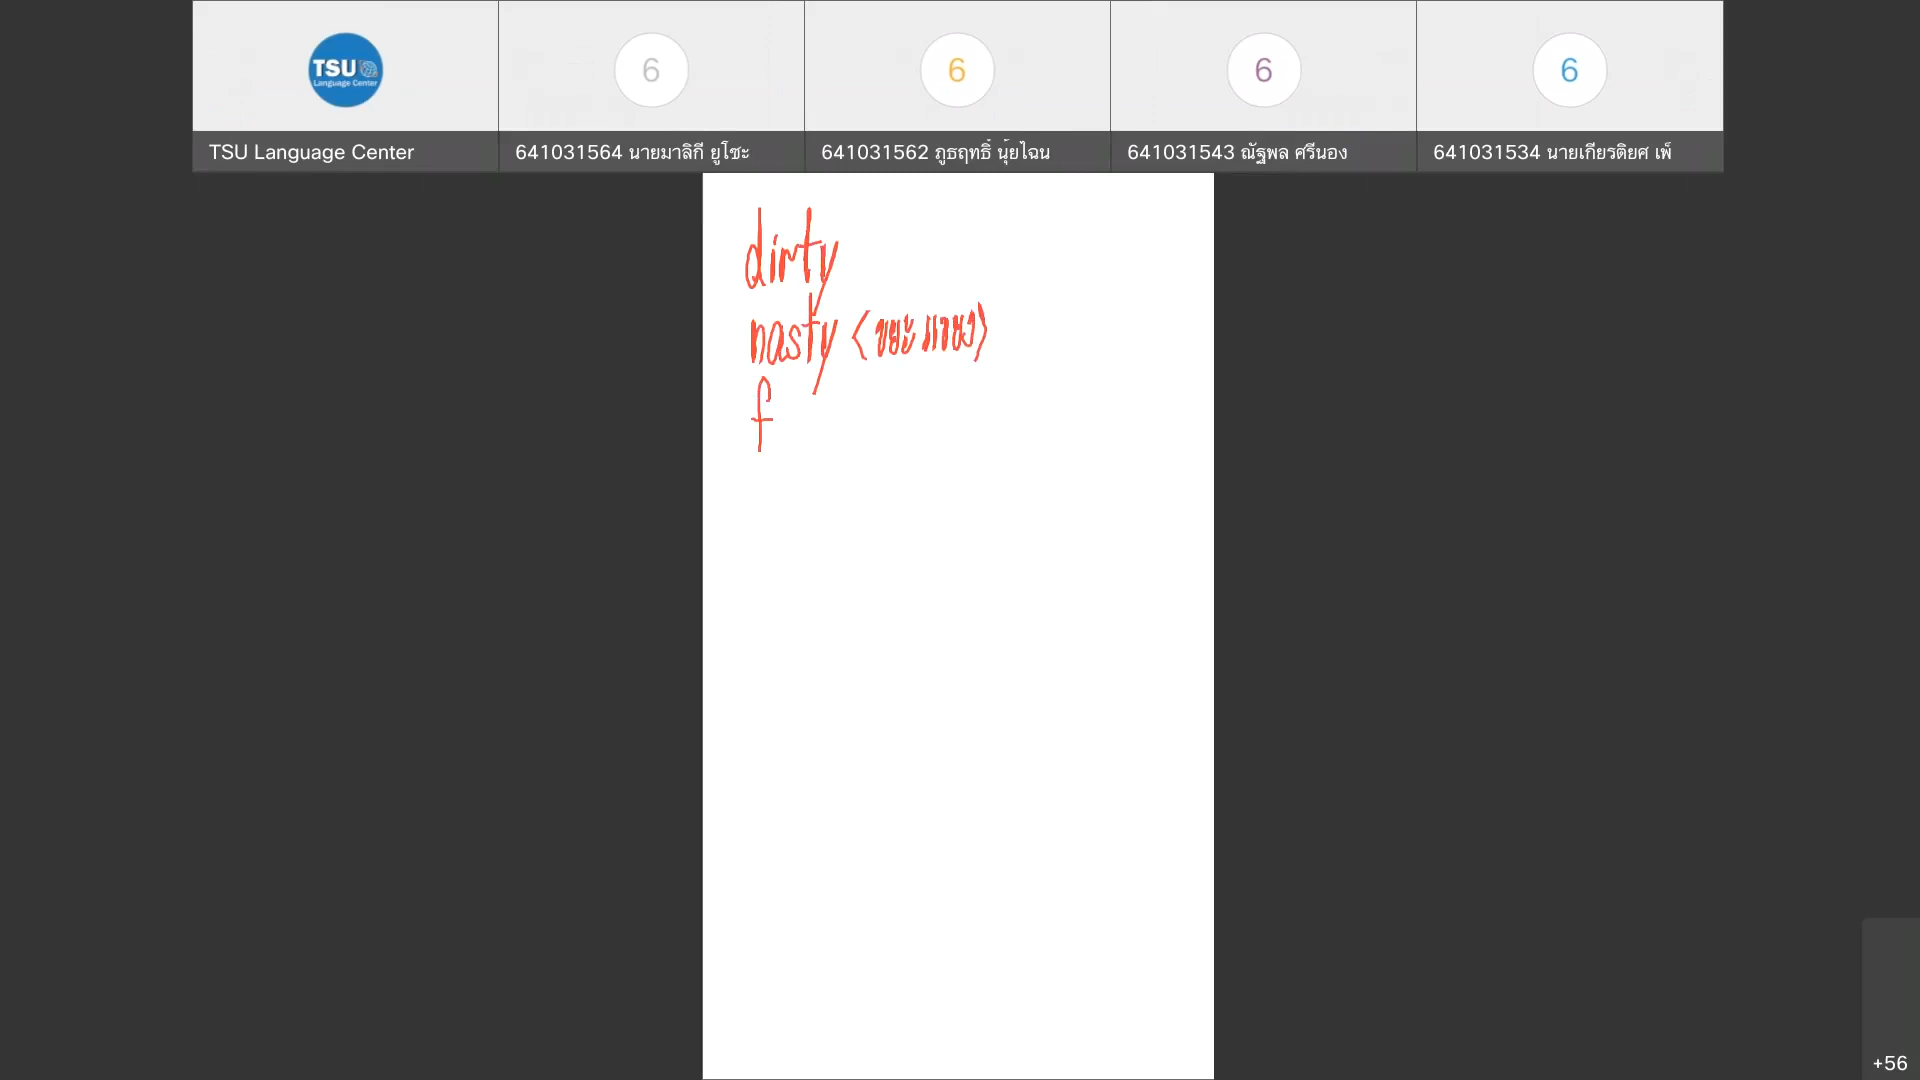 TSU
Language Center
6
6
6
6
TSU Language Center
641031564 นายมาลิกี ยูโซะ
641031562 ภูธฤทธิ์ นุ้ยไฉน
641031543 ณัฐพล ศรีนอง
641031534 นายเกียรติยศ เพ็
dirty
nasty (ขยะแขยง)
f
+56